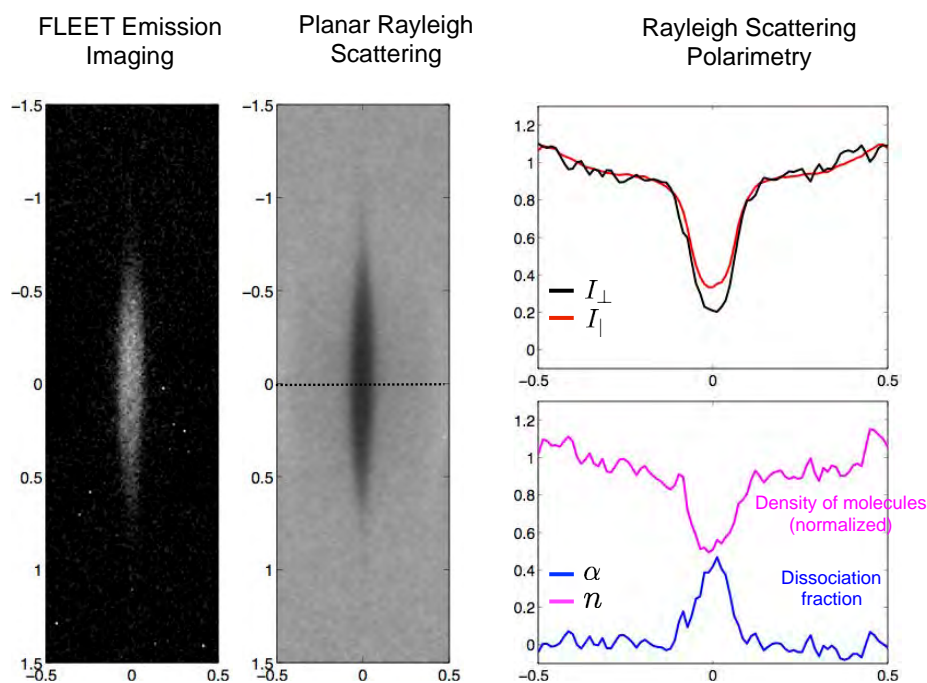 FLEET Emission
Imaging
Planar Rayleigh
Scattering
Rayleigh Scattering
Polarimetry
−1.5
−1
−0.5
0
0.5
1
1.5
−0.5
0
0.5
−1.5
−1
−0.5
0
0.5
1
1.5
−0.5
0
0.5
1.2
1
0.8
0.6
0.4
0.2
0
I⊥
I|
−0.5
0
0.5
1.2
1
0.8
0.6
0.4
0.2
0
Density of molecules
(normalized)
α
n
Dissociation
fraction
−0.5
0
0.5